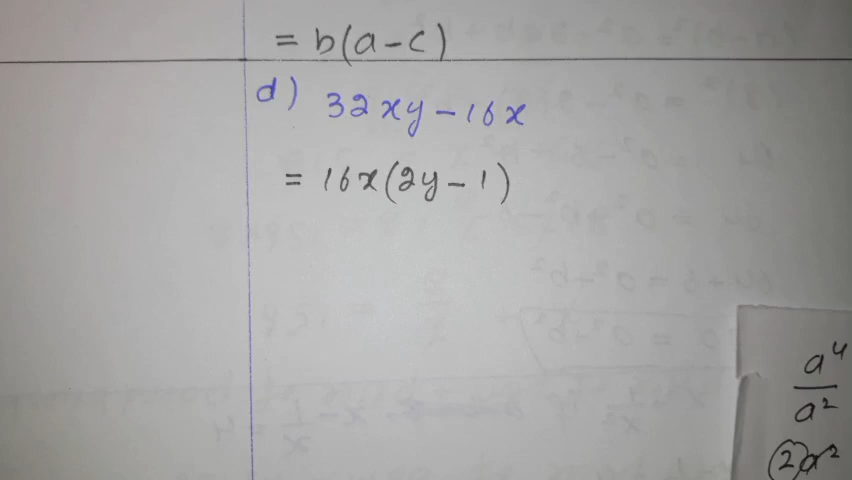 = b(a-c)
d) 32xy-16x
= 16x(2y-1)
a⁴
a²